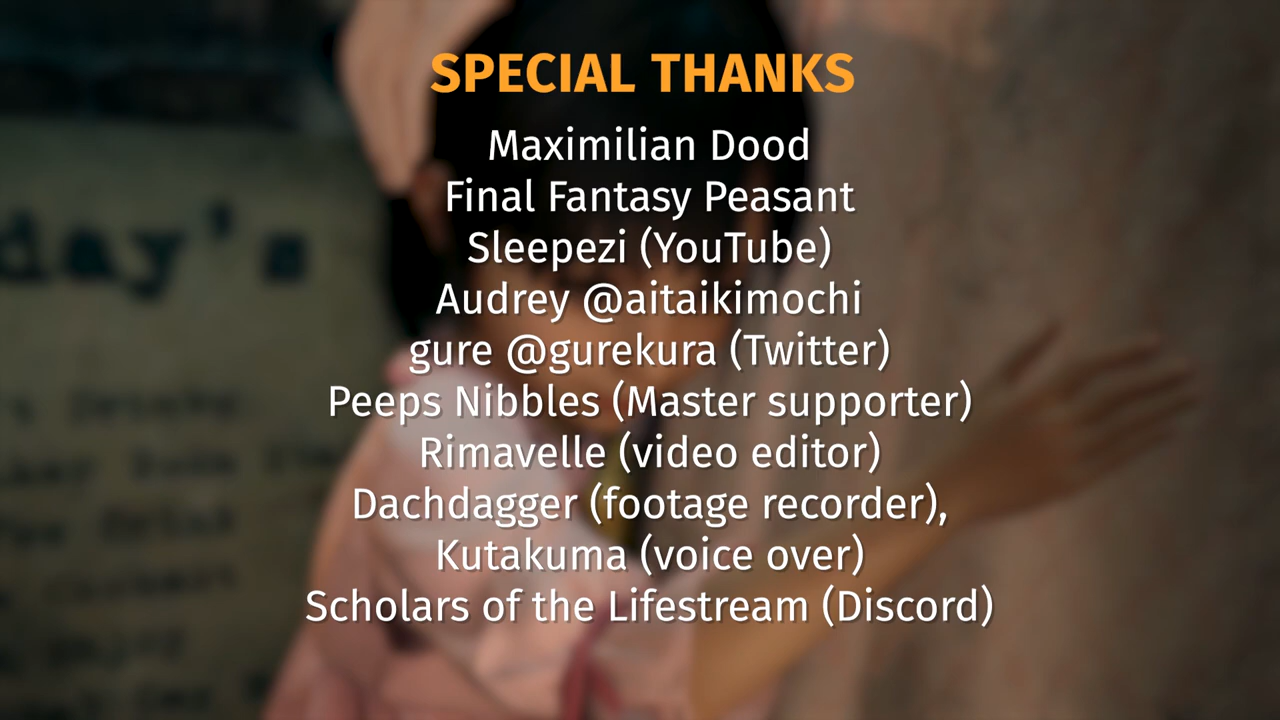 SPECIAL THANKS
Maximilian Dood
Final Fantasy Peasant
Sleepezi (YouTube)
Audrey @aitaikimochi
gure @gurekura (Twitter)
Peeps Nibbles (Master supporter)
Rimavelle (video editor)
Dachdagger (footage recorder),
Kutakuma (voice over)
Scholars of the Lifestream (Discord)
day's